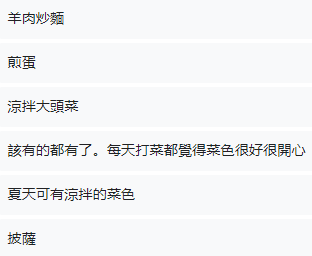 羊肉炒麵
煎蛋
涼拌大頭菜
該有的都有了。每天打菜都覺得菜色很好很開心
夏天可有涼拌的菜色
披薩